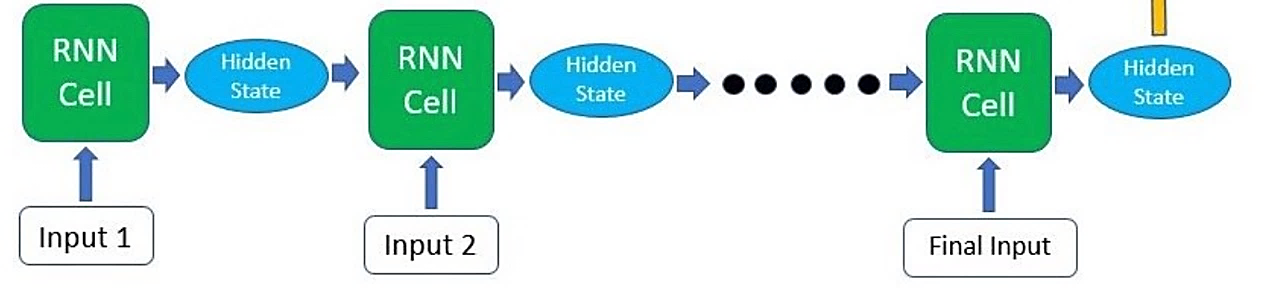 RNN
Cell
Hidden
State
RNN
Cell
Hidden
State
RNN
Cell
Hidden
State
Input 1
Input 2
Final Input